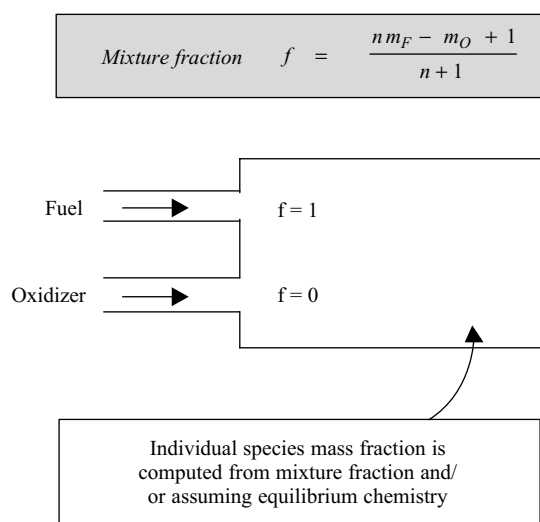 Mixture fraction f = n m_F − m_O + 1 / n + 1
Fuel
f = 1
Oxidizer
f = 0
Individual species mass fraction is
computed from mixture fraction and/
or assuming equilibrium chemistry